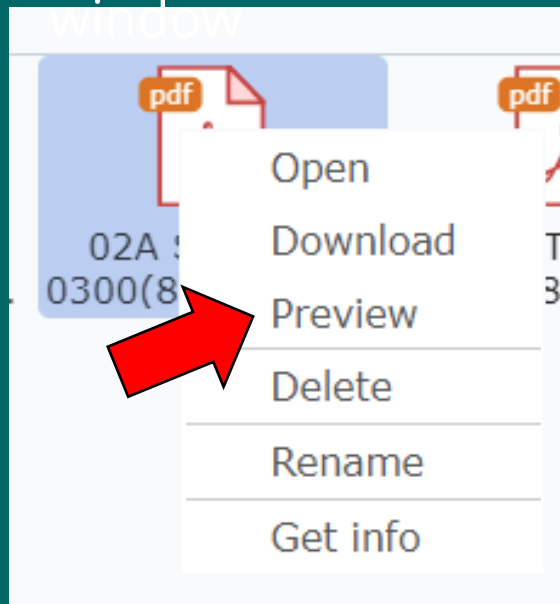 window
pdf
pdf
Open
Download
02A
0300(8
Preview
Delete
Rename
Get info